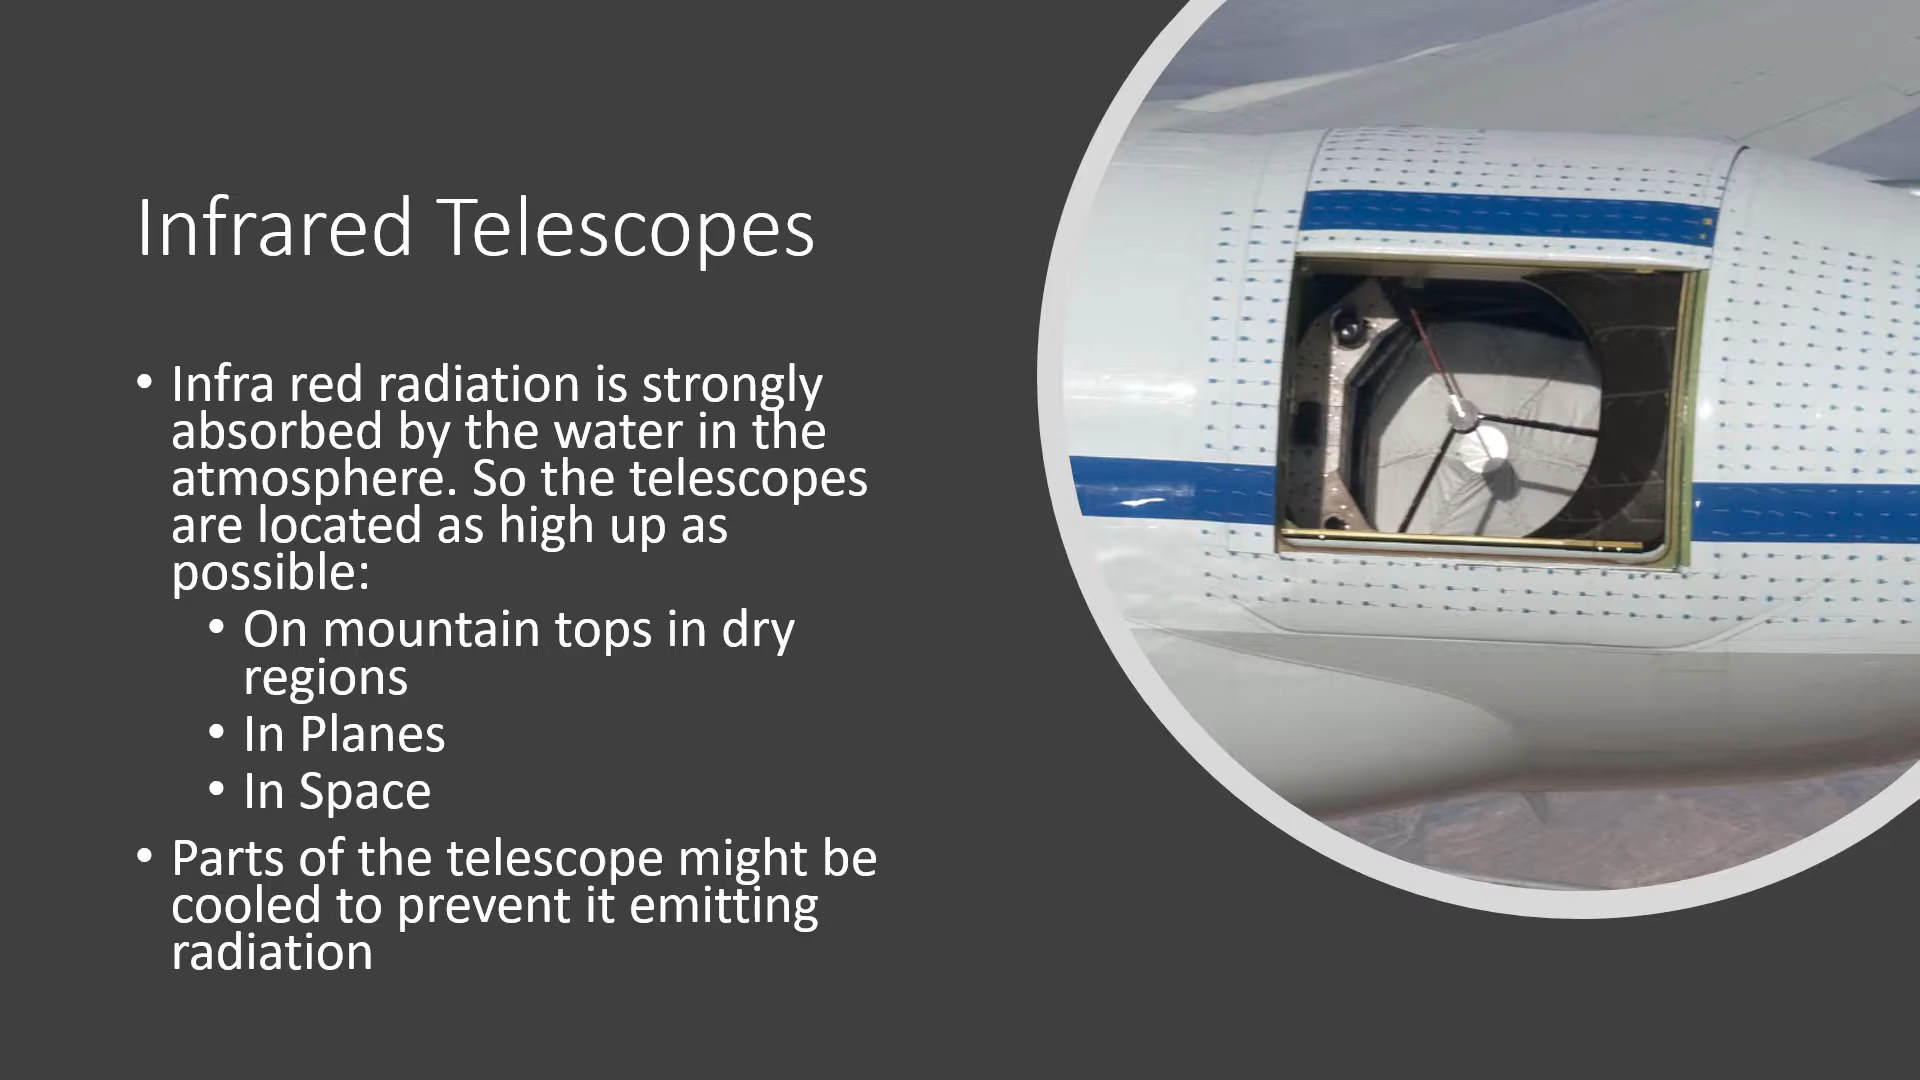 Infrared Telescopes
• Infra red radiation is strongly
absorbed by the water in the
atmosphere. So the telescopes
are located as high up as
possible:
• On mountain tops in dry
regions
• In Planes
• In Space
• Parts of the telescope might be
cooled to prevent it emitting
radiation